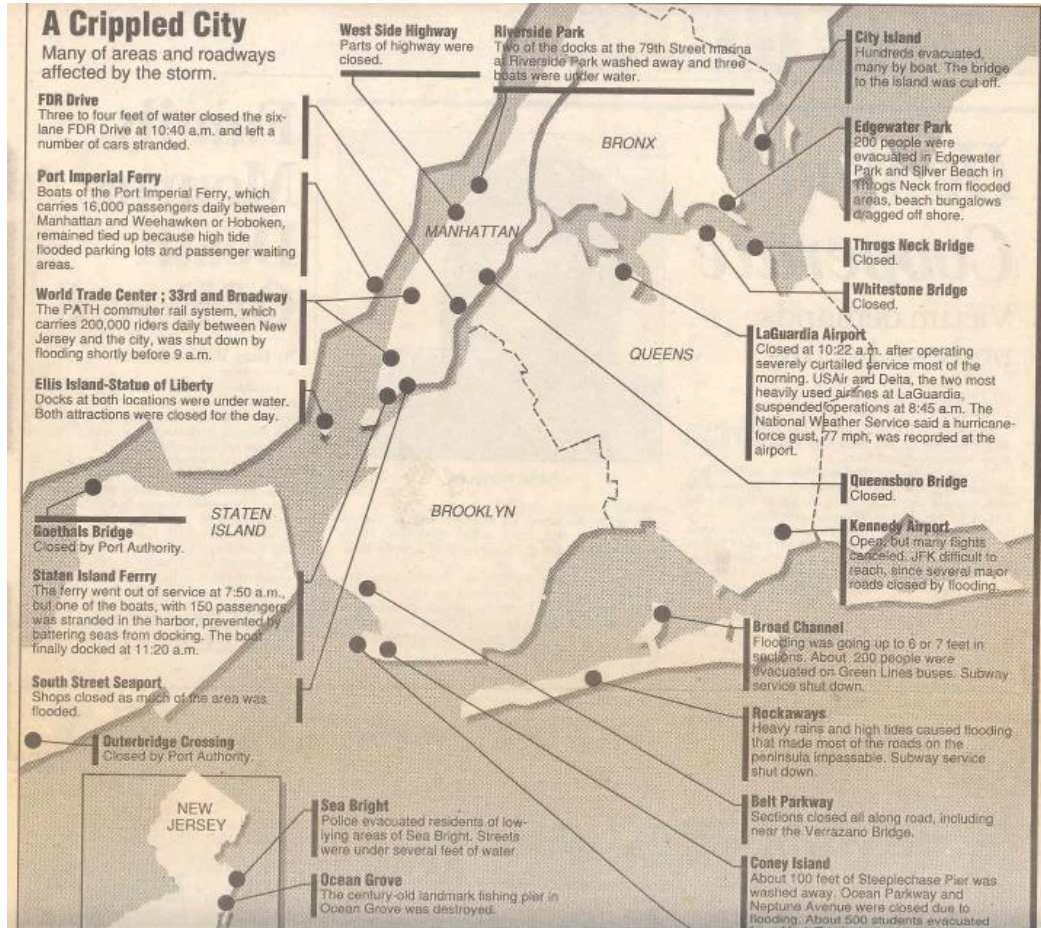 A Crippled City
Many of areas and roadways
affected by the storm.
FDR Drive
Three to four feet of water closed the six-
lane FDR Drive at 10:40 a.m. and left a
number of cars stranded.
Port Imperial Ferry
Boats of the Port Imperial Ferry, which
carries 16,000 passengers daily between
Manhattan and Weehawken or Hoboken,
remained tied up because high tide
flooded parking lots and passenger waiting
areas.
World Trade Center ; 33rd and Broadway
The PATH commuter rail system, which
carries 200,000 riders daily between New
Jersey and the city, was shut down by
flooding shortly before 9 a.m.
Ellis Island-Statue of Liberty
Docks at both locations were under water.
Both attractions were closed for the day.
Goethals Bridge
Closed by Port Authority.
Staten Island Ferrry
The ferry went out of service at 7:50 a.m.,
but one of the boats, with 150 passengers,
was stranded in the harbor, prevented by
battering seas from docking. The boat
finally docked at 11:20 a.m.
South Street Seaport
Shops closed as much of the area was
flooded.
Outerbridge Crossing
Closed by Port Authority.
West Side Highway
Parts of highway were
closed.
Riverside Park
Two of the docks at the 79th Street marina
at Riverside Park washed away and three
boats were under water.
BRONX
MANHATTAN
QUEENS
BROOKLYN
STATEN
ISLAND
City Island
Hundreds evacuated,
many by boat. The bridge
to the island was cut off.
Edgewater Park
200 people were
evacuated in Edgewater
Park and Silver Beach in
Throgs Neck from flooded
areas, beach bungalows
dragged off shore.
Throgs Neck Bridge
Closed.
Whitestone Bridge
Closed.
LaGuardia Airport
Closed at 10:22 a.m. after operating
severely curtailed service most of the
morning. USAir and Delta, the two most
heavily used airlines at LaGuardia,
suspended operations at 8:45 a.m. The
National Weather Service said a hurricane-
force gust, 77 mph, was recorded at the
airport.
Queensboro Bridge
Closed.
Kennedy Airport
Open, but many flights
canceled. JFK difficult to
reach, since several major
roads closed by flooding.
Broad Channel
Flooding was going up to 6 or 7 feet in
sections. About 200 people were
evacuated on Green Lines buses. Subway
service shut down.
Rockaways
Heavy rains and high tides caused flooding
that made most of the roads on the
peninsula impassable. Subway service
shut down.
Belt Parkway
Sections closed all along road, including
near the Verrazano Bridge.
Coney Island
About 100 feet of Steeplechase Pier was
washed away. Ocean Parkway and
Neptune Avenue were closed due to
flooding. About 500 students evacuated
NEW
JERSEY
Sea Bright
Police evacuated residents of low-
lying areas of Sea Bright. Streets
were under several feet of water.
Ocean Grove
The century-old landmark fishing pier in
Ocean Grove was destroyed.